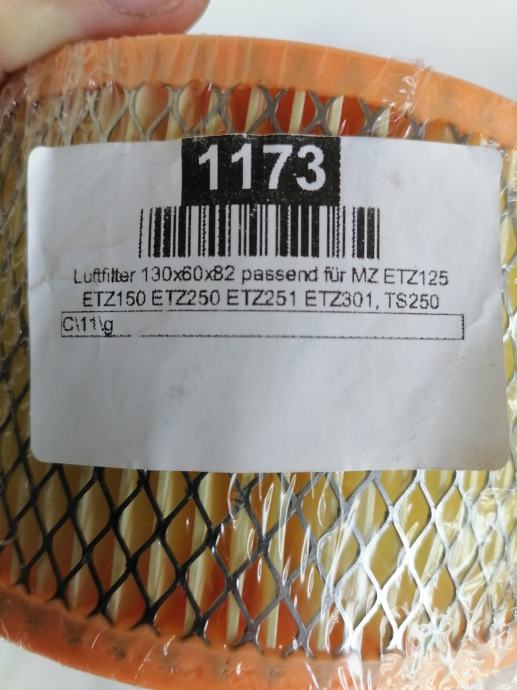 1173
Luftfilter 130x60x82 passend für MZ ETZ125
ETZ150 ETZ250 ETZ251 ETZ301, TS250
C\11\g